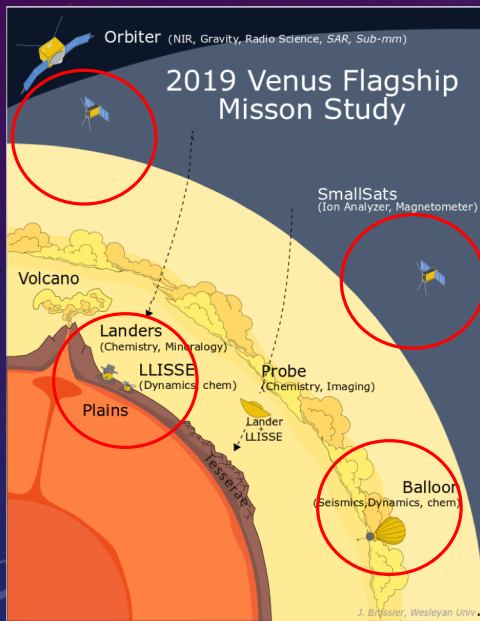 Orbiter (NIR, Gravity, Radio Science, SAR, Sub-mm)
2019 Venus Flagship
Misson Study
SmallSats
(Ion Analyzer, Magnetometer)
Volcano
Landers
(Chemistry, Mineralogy)
LLISSE
(Dynamics, chem)
Plains
Probe
(Chemistry, Imaging)
Lander
+
LLISSE
Tesserae
Balloon
(Seismics,Dynamics, chem)
J. Brossier, Wesleyan Univ.